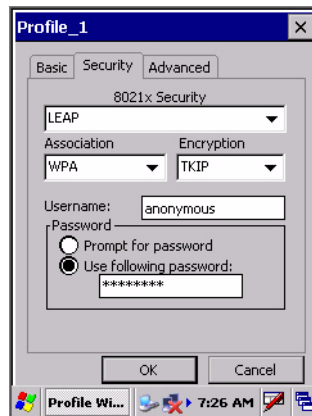 Profile_1
Basic Security Advanced
8021x Security
LEAP
Association Encryption
WPA TKIP
Username: anonymous
Password
Prompt for password
Use following password:
********
OK Cancel
Profile Wi... 7:26 AM